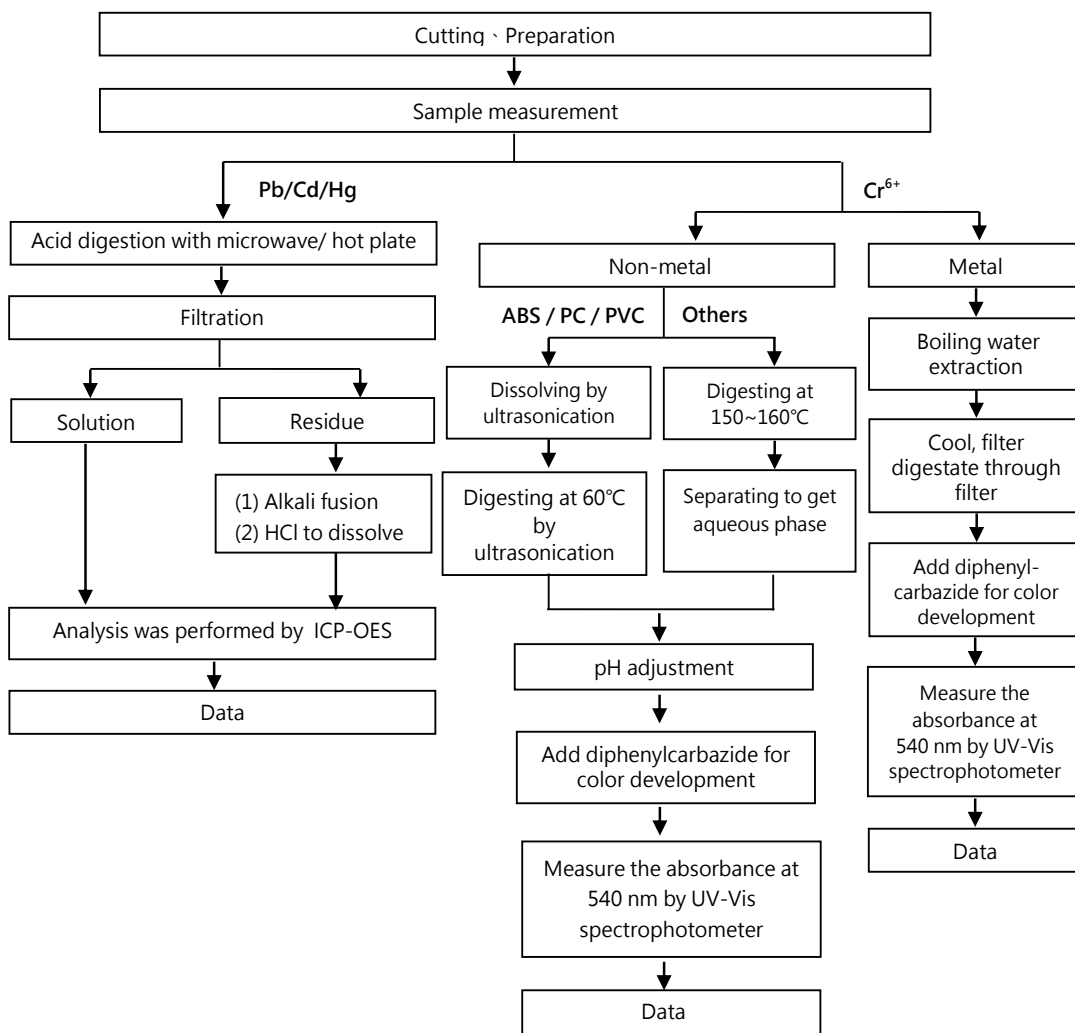 Cutting、Preparation
Sample measurement
Pb/Cd/Hg
Cr⁶⁺
Acid digestion with microwave/ hot plate
Non-metal
Metal
Filtration
ABS / PC / PVC
Others
Boiling water
extraction
Solution
Residue
Dissolving by
ultrasonication
Digesting at
150~160℃
Cool, filter
digestate through
filter
(1) Alkali fusion
(2) HCl to dissolve
Digesting at 60℃
by
ultrasonication
Separating to get
aqueous phase
Add diphenyl-
carbazide for color
development
Analysis was performed by ICP-OES
pH adjustment
Data
Measure the
absorbance at
540 nm by UV-Vis
spectrophotometer
Add diphenylcarbazide for
color development
Data
Measure the absorbance at
540 nm by UV-Vis
spectrophotometer
Data